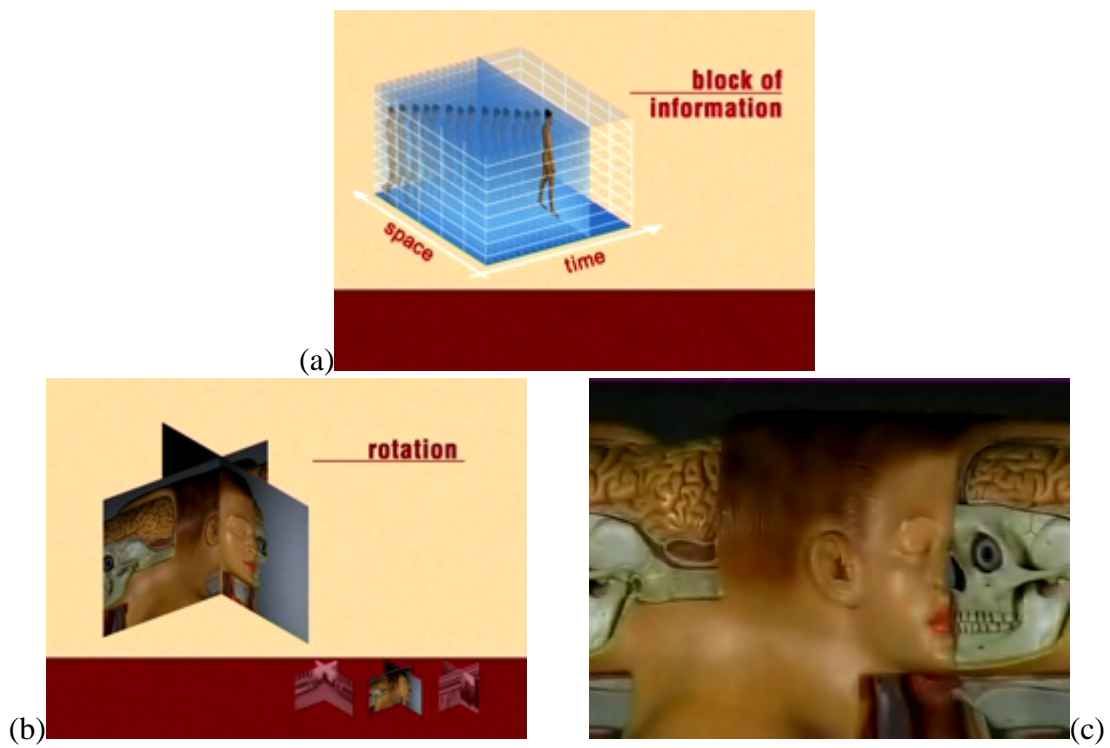 block of
information
space
time
(a)
rotation
(b)
(c)